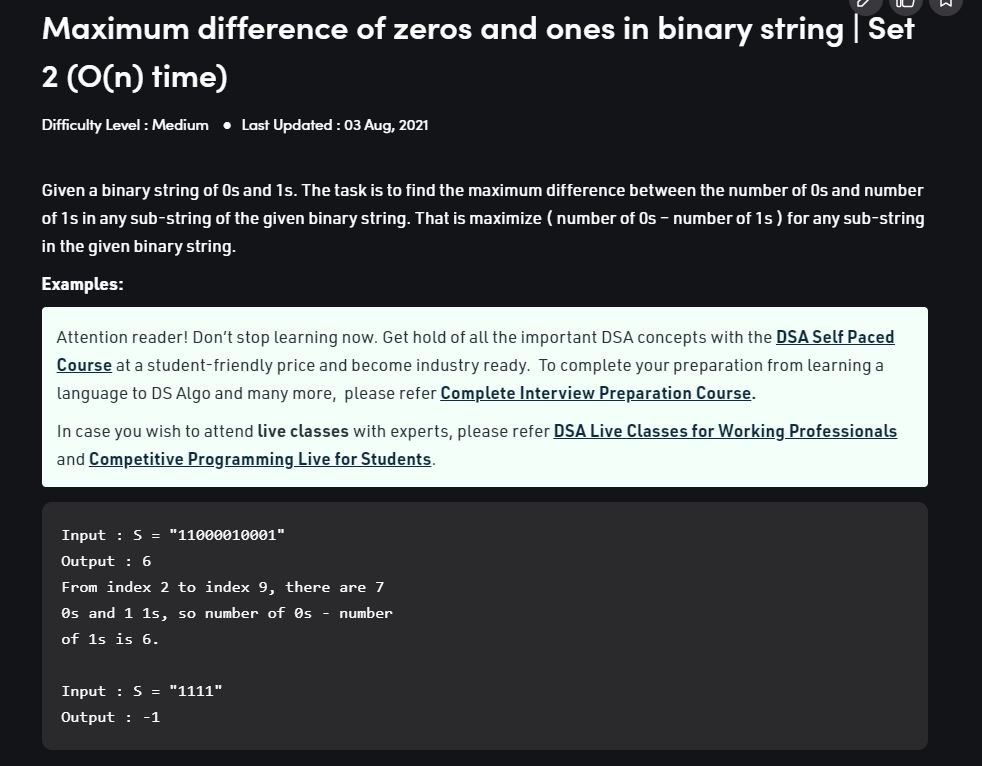 Maximum difference of zeros and ones in binary string | Set
2 (O(n) time)
Difficulty Level : Medium ● Last Updated : 03 Aug, 2021
Given a binary string of 0s and 1s. The task is to find the maximum difference between the number of 0s and number
of 1s in any sub-string of the given binary string. That is maximize ( number of 0s – number of 1s ) for any sub-string
in the given binary string.
Examples:
Attention reader! Don’t stop learning now. Get hold of all the important DSA concepts with the DSA Self Paced
Course at a student-friendly price and become industry ready.  To complete your preparation from learning a
language to DS Algo and many more,  please refer Complete Interview Preparation Course.
In case you wish to attend live classes with experts, please refer DSA Live Classes for Working Professionals
and Competitive Programming Live for Students.
Input : S = "11000010001"
Output : 6
From index 2 to index 9, there are 7
0s and 1 1s, so number of 0s - number
of 1s is 6.
Input : S = "1111"
Output : -1